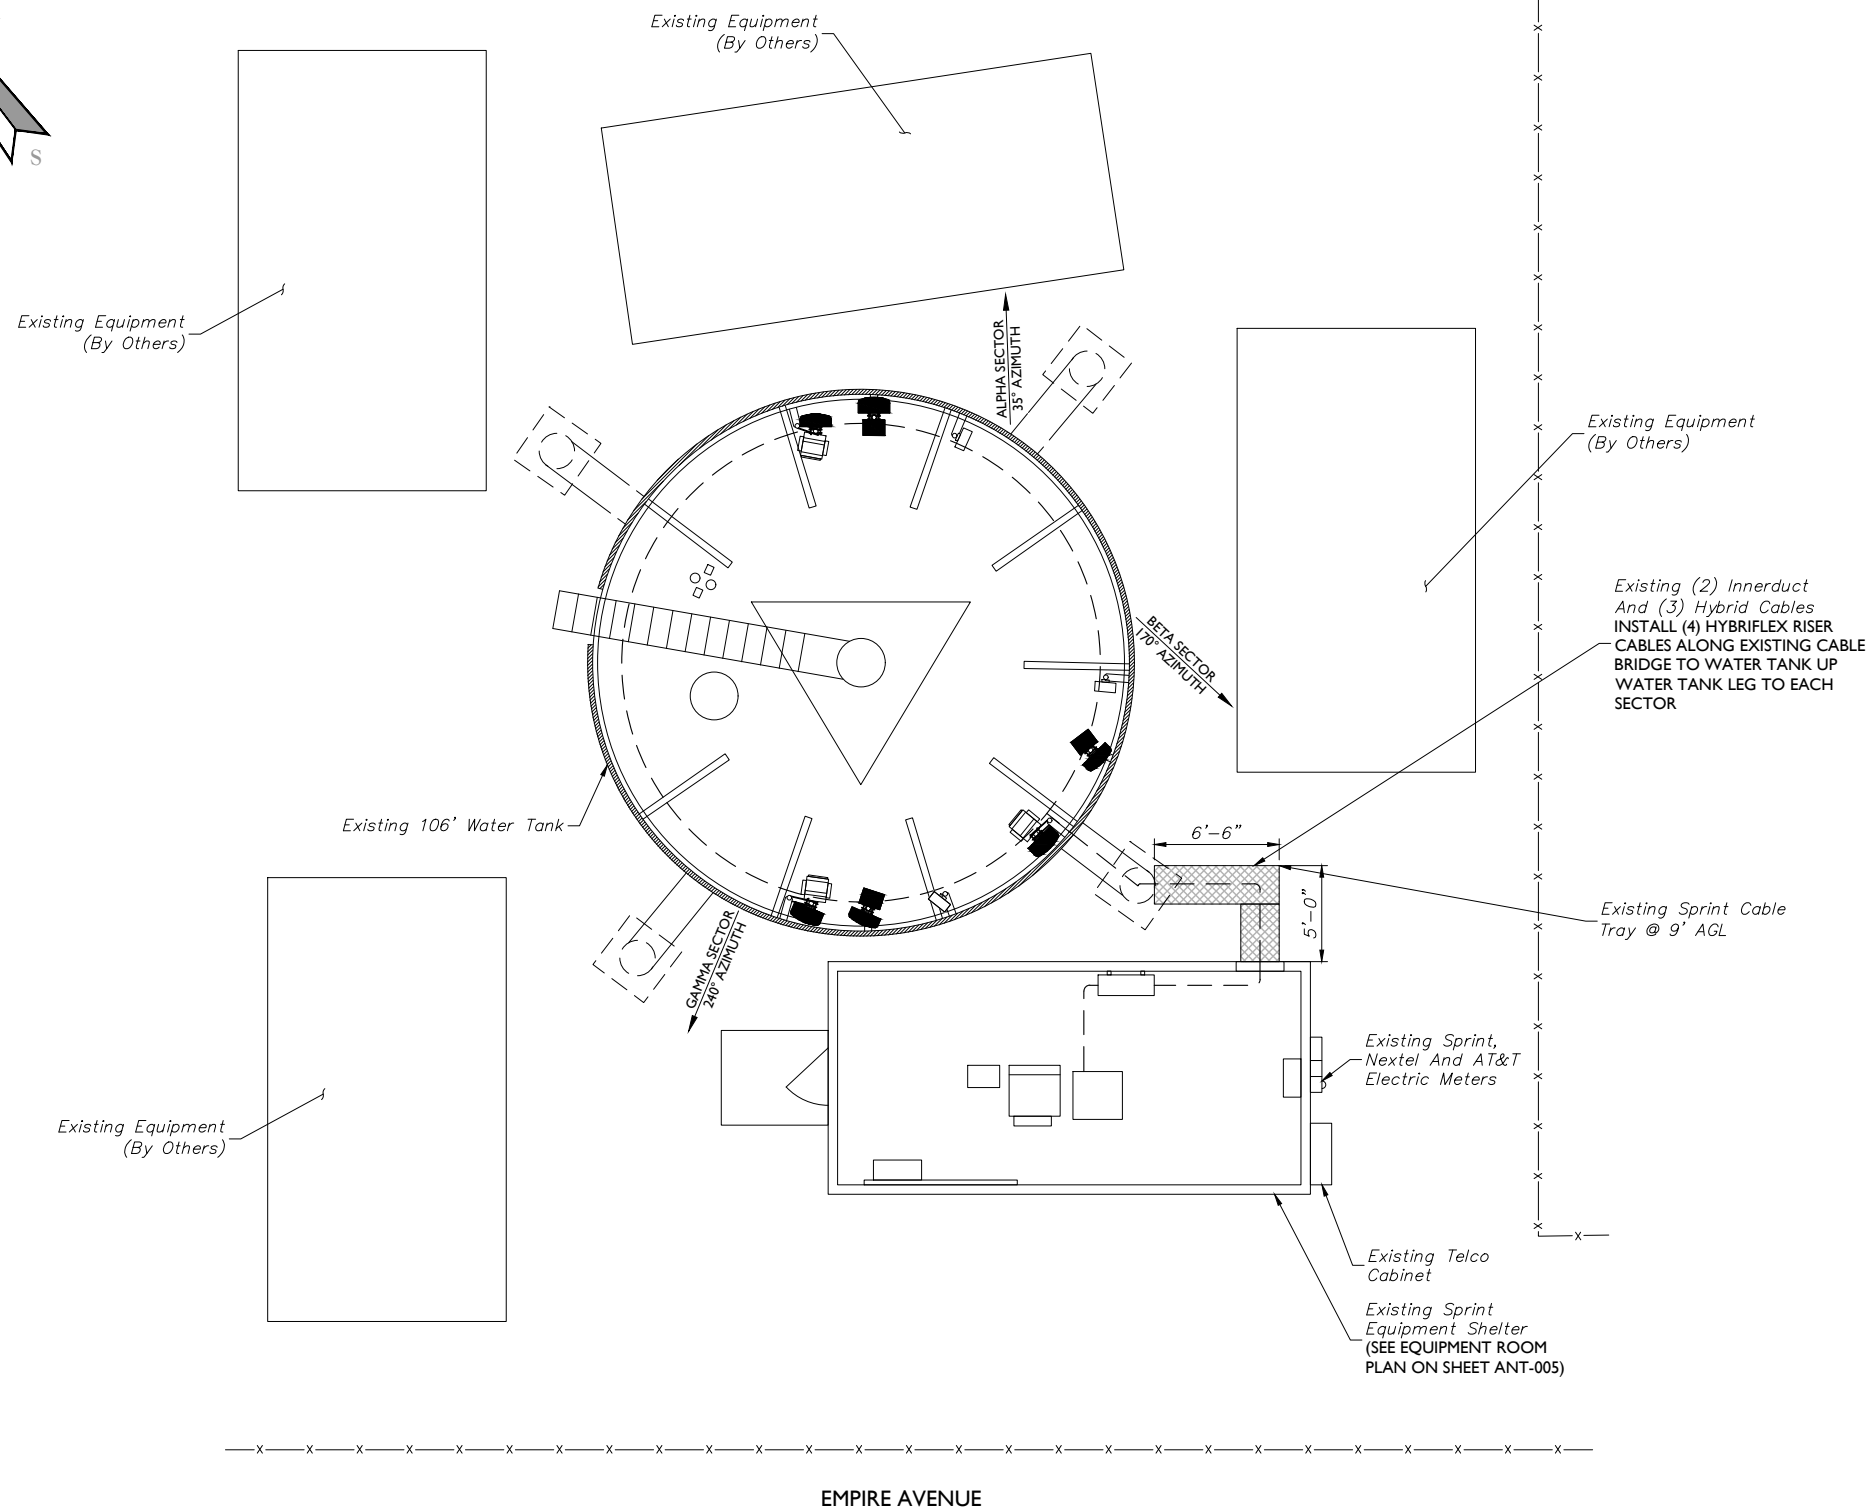 Existing Equipment
(By Others)
S
Existing Equipment
(By Others)
ALPHA SECTOR
35° AZIMUTH
Existing Equipment
(By Others)
Existing (2) Innerduct
And (3) Hybrid Cables
INSTALL (4) HYBRIFLEX RISER
CABLES ALONG EXISTING CABLE
BRIDGE TO WATER TANK UP
WATER TANK LEG TO EACH
SECTOR
BETA SECTOR
170° AZIMUTH
Existing 106' Water Tank
6'-6"
5'-0"
Existing Sprint Cable
Tray @ 9' AGL
GAMMA SECTOR
240° AZIMUTH
Existing Sprint,
Nextel And AT&T
Electric Meters
Existing Equipment
(By Others)
Existing Telco
Cabinet
Existing Sprint
Equipment Shelter
(SEE EQUIPMENT ROOM
PLAN ON SHEET ANT-005)
EMPIRE AVENUE